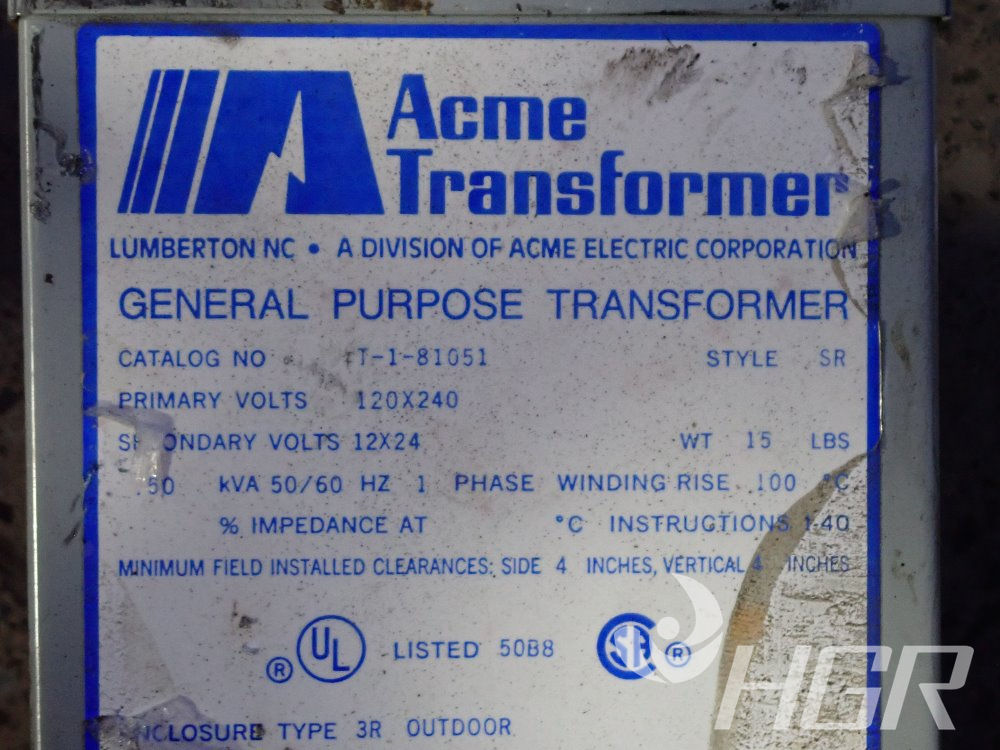 Acme
Transformer
LUMBERTON NC • A DIVISION OF ACME ELECTRIC CORPORATION
GENERAL PURPOSE TRANSFORMER
CATALOG NO T-1-81051 STYLE SR
PRIMARY VOLTS 120X240
VOLTS 12X24 WT 15 LBS
50 kVA 50/60 HZ 1 PHASE WINDING RISE 100 °C
% IMPEDANCE AT °C INSTRUCTIONS 1-40
MINIMUM FIELD INSTALLED CLEARANCES: SIDE 4 INCHES, VERTICAL 4 INCHES
® UL LISTED 50B8 SA ®
TYPE 3R OUTDOOR
HGR